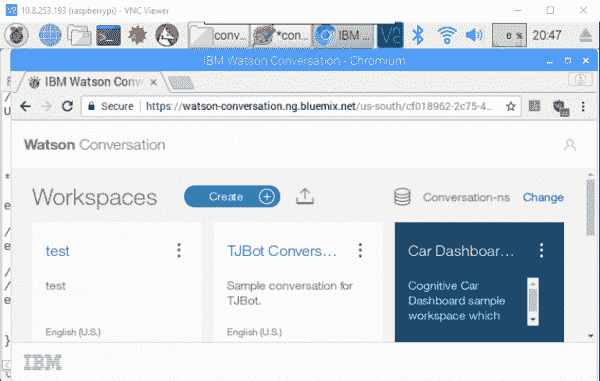 10.8.253.193 (raspberrypi) - VNC Viewer
conv... *con... IBM ... 0 % 20:47
IBM Watson Conversation - Chromium
IBM Watson Conv
Secure https://watson-conversation.ng.bluemix.net/us-south/cf018962-2c75-4...
Watson Conversation
Workspaces Create Conversation-ns Change
test TJBot Convers... Car Dashboar...
test Sample conversation for Cognitive Car
TJBot. Dashboard sample
workspace which
English (U.S.) English (U.S.)
IBM